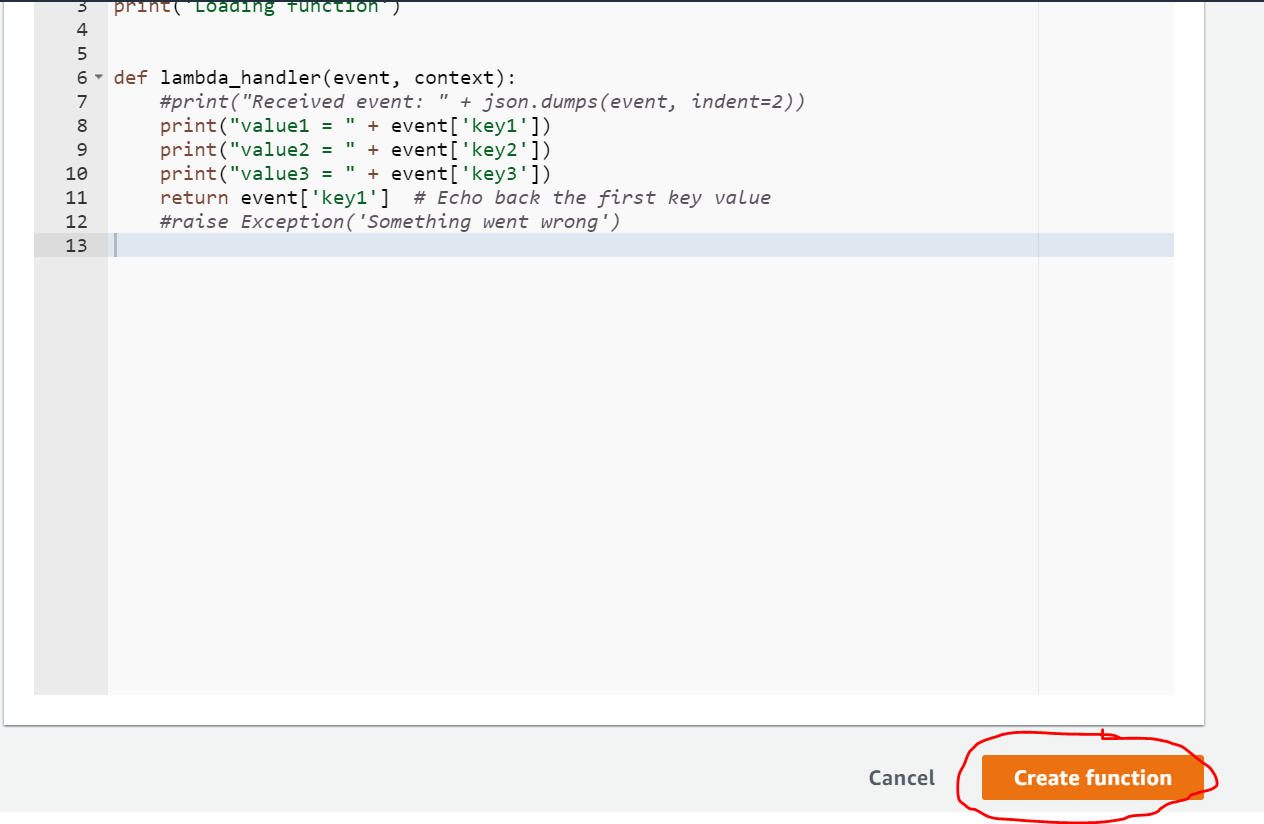 3 print('Loading function')
4
5
6 def lambda_handler(event, context):
7 #print("Received event: " + json.dumps(event, indent=2))
8 print("value1 = " + event['key1'])
9 print("value2 = " + event['key2'])
10 print("value3 = " + event['key3'])
11 return event['key1']  # Echo back the first key value
12 #raise Exception('Something went wrong')
13
Cancel Create function